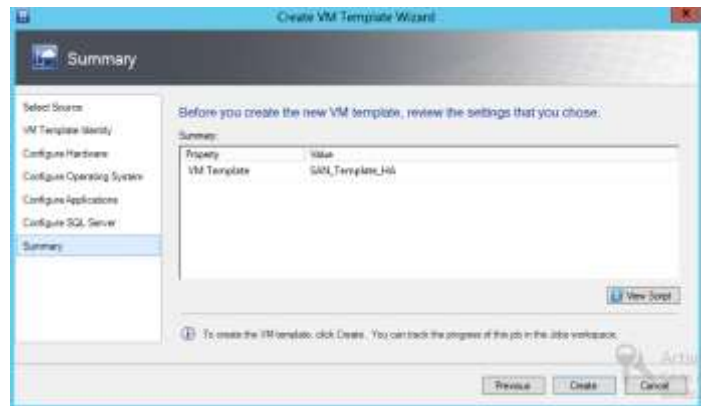 Create VM Template Wizard
Summary
Select Source
VM Template Identity
Configure Hardware
Configure Operating System
Configure Applications
Configure SQL Server
Summary
Before you create the new VM template, review the settings that you chose.
Summary:
Property Value
VM Template SAN_Template_HA
View Script
To create the VM template, click Create. You can track the progress of this job in the Jobs workspace.
Previous Create Cancel